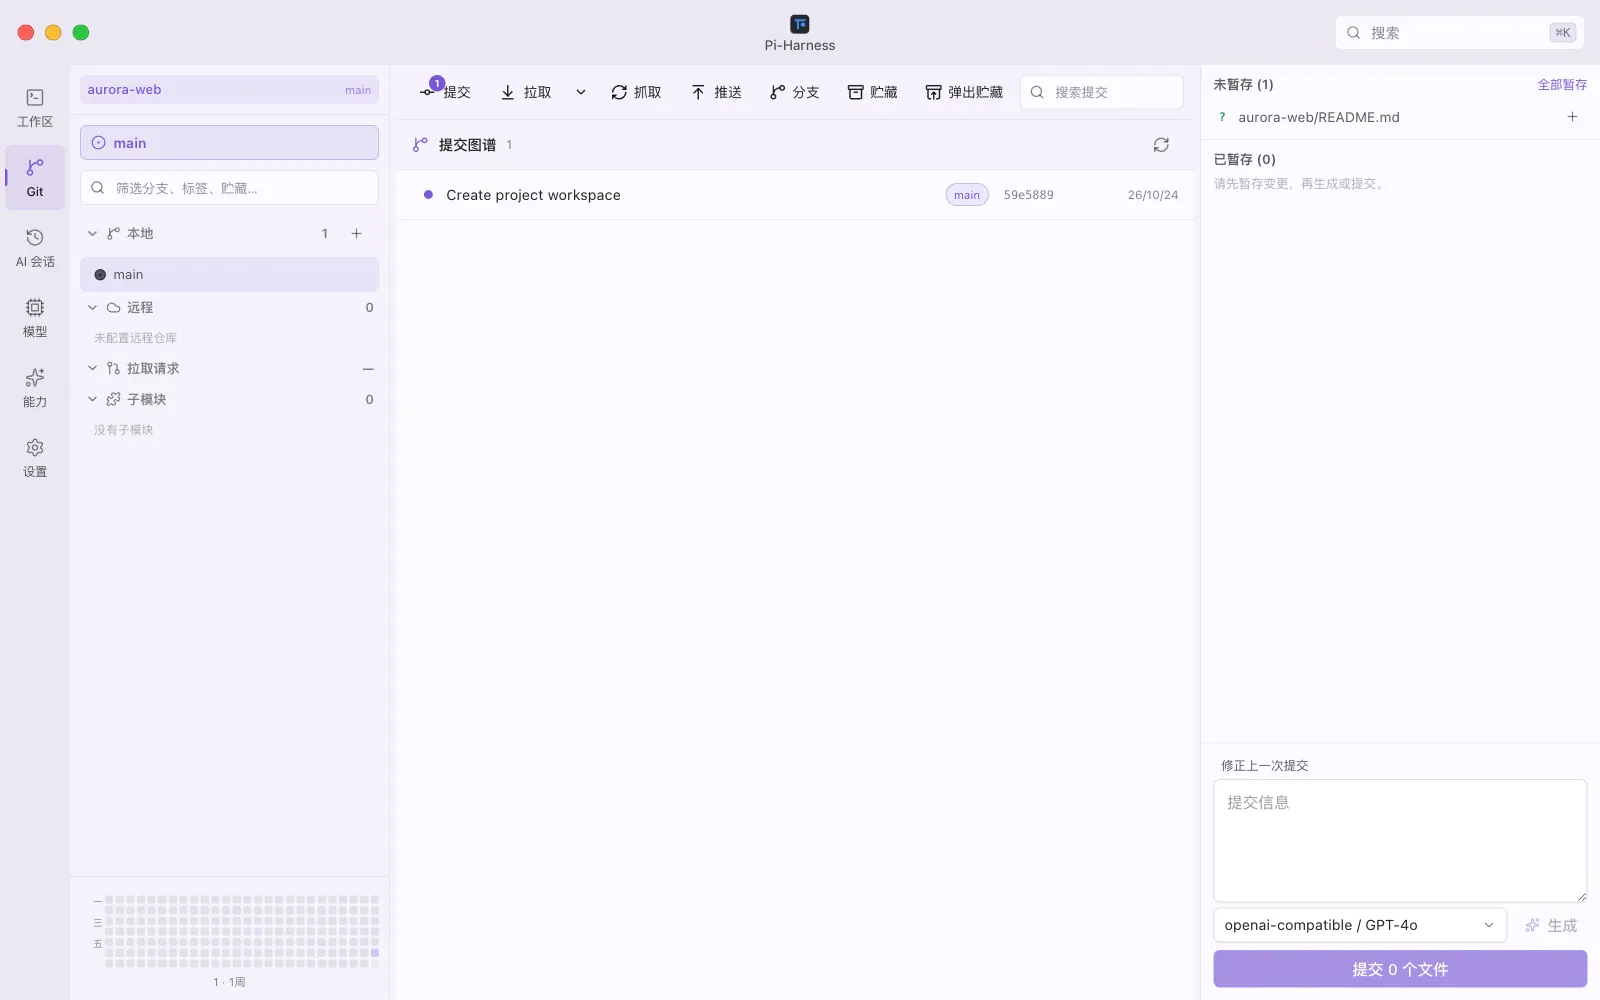 Pi-Harness
搜索
⌘K
工作区
Git
AI 会话
模型
能力
设置
aurora-web
main
main
筛选分支、标签、贮藏...
本地
1
main
远程
0
未配置远程仓库
拉取请求
子模块
0
没有子模块
一
三
五
1 · 1周
1
提交
拉取
抓取
推送
分支
贮藏
弹出贮藏
搜索提交
提交图谱 1
Create project workspace
main
59e5889
26/10/24
未暂存 (1)
全部暂存
? aurora-web/README.md
已暂存 (0)
请先暂存变更，再生成或提交。
修正上一次提交
提交信息
openai-compatible / GPT-4o
生成
提交 0 个文件